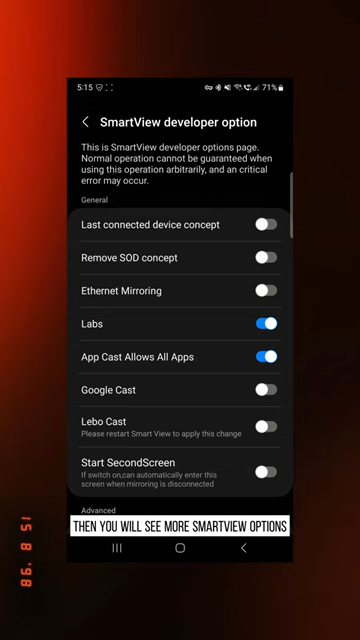 5:15
71%
SmartView developer option
This is SmartView developer options page.
Normal operation cannot be guaranteed when
using this operation arbitrarily, and an critical
error may occur.
General
Last connected device concept
Remove SOD concept
Ethernet Mirroring
Labs
App Cast Allows All Apps
Google Cast
Lebo Cast
Please restart Smart View to apply this change
Start SecondScreen
If switch on,can automatically enter this
screen when mirroring is disconnected
Advanced
THEN YOU WILL SEE MORE SMARTVIEW OPTIONS
86 8 51